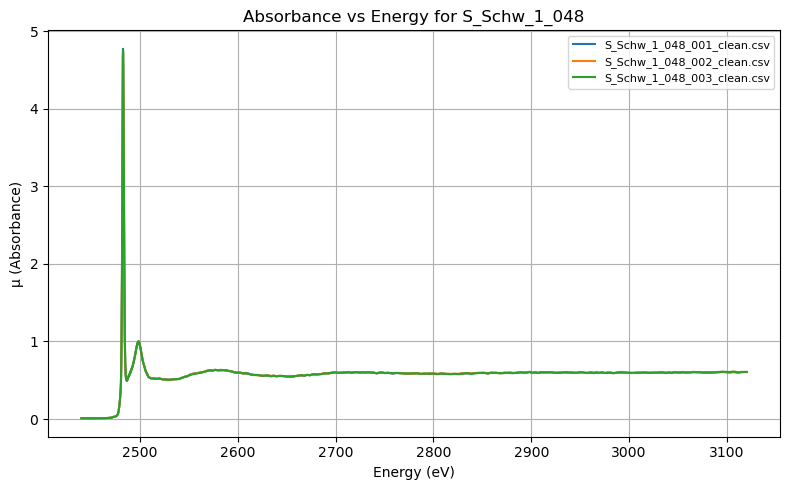 Absorbance vs Energy for S_Schw_1_048
S_Schw_1_048_001_clean.csv
S_Schw_1_048_002_clean.csv
S_Schw_1_048_003_clean.csv
μ (Absorbance)
5
4
3
2
1
0
2500 2600 2700 2800 2900 3000 3100
Energy (eV)